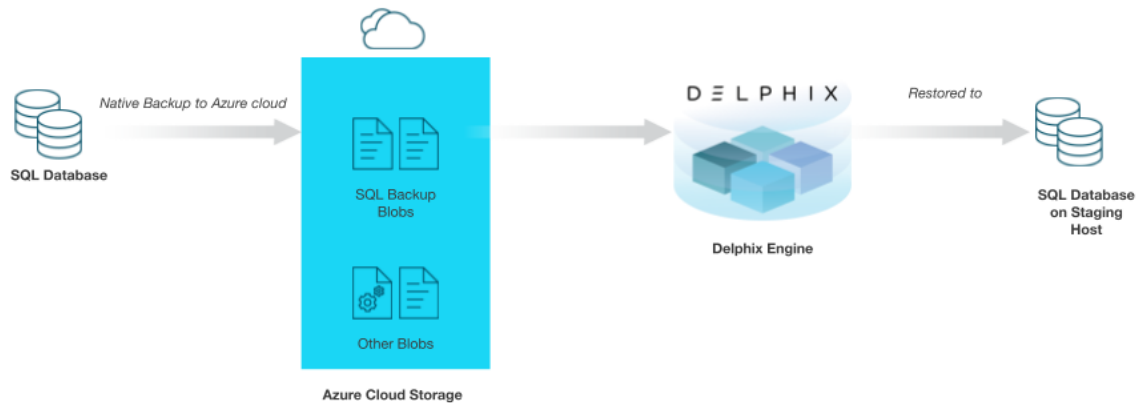 Native Backup to Azure cloud
SQL Database
SQL Backup
Blobs
Other Blobs
Azure Cloud Storage
DELPHIX
Delphix Engine
Restored to
SQL Database
on Staging
Host